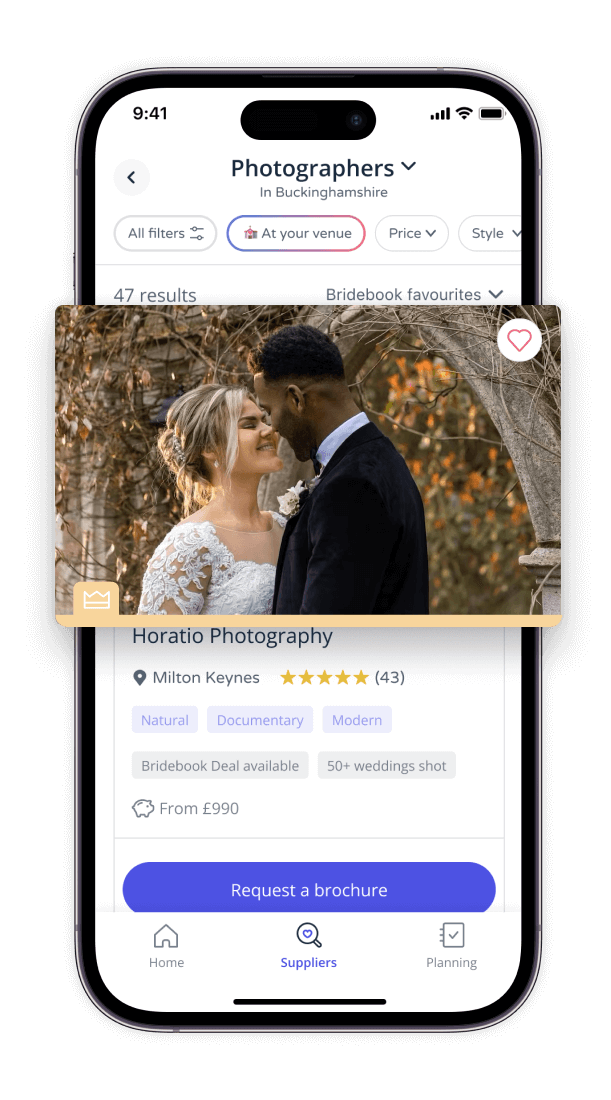 9:41
Photographers
In Buckinghamshire
All filters At your venue Price Style
47 results Bridebook favourites
Horatio Photography
Milton Keynes (43)
Natural Documentary Modern
Bridebook Deal available 50+ weddings shot
From £990
Request a brochure
Home Suppliers Planning